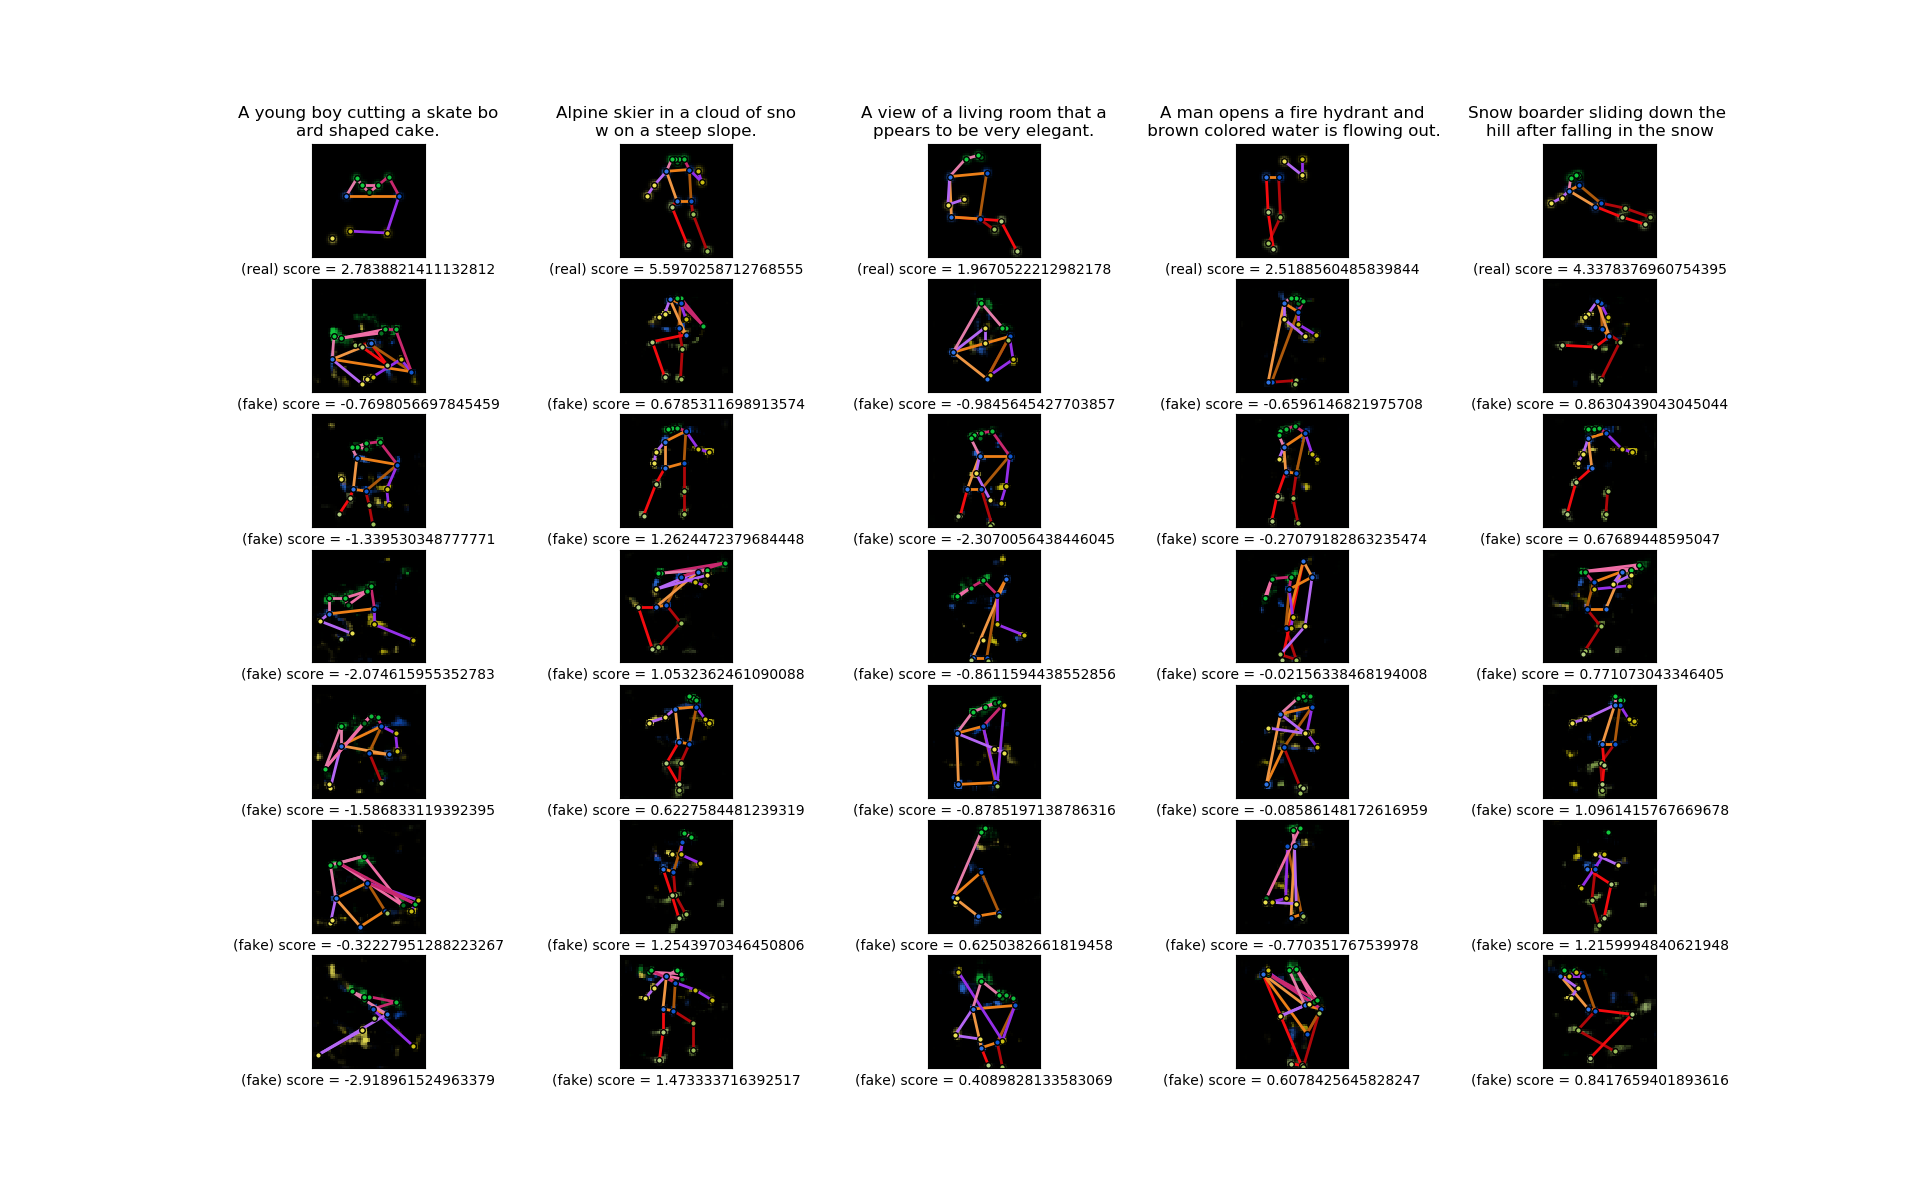 A young boy cutting a skate bo
ard shaped cake.
Alpine skier in a cloud of sno
w on a steep slope.
A view of a living room that a
ppears to be very elegant.
A man opens a fire hydrant and
brown colored water is flowing out.
Snow boarder sliding down the
hill after falling in the snow
(real) score = 2.7838821411132812
(real) score = 5.5970258712768555
(real) score = 1.9670522212982178
(real) score = 2.5188560485839844
(real) score = 4.3378376960754395
(fake) score = -0.7698056697845459
(fake) score = 0.6785311698913574
(fake) score = -0.9845645427703857
(fake) score = -0.6596146821975708
(fake) score = 0.8630439043045044
(fake) score = -1.339530348777771
(fake) score = 1.2624472379684448
(fake) score = -2.3070056438446045
(fake) score = -0.27079182863235474
(fake) score = 0.67689448595047
(fake) score = -2.074615955352783
(fake) score = 1.0532362461090088
(fake) score = -0.8611594438552856
(fake) score = -0.02156338468194008
(fake) score = 0.771073043346405
(fake) score = -1.586833119392395
(fake) score = 0.6227584481239319
(fake) score = -0.8785197138786316
(fake) score = -0.08586148172616959
(fake) score = 1.0961415767669678
(fake) score = -0.32227951288223267
(fake) score = 1.2543970346450806
(fake) score = 0.6250382661819458
(fake) score = -0.770351767539978
(fake) score = 1.2159994840621948
(fake) score = -2.918961524963379
(fake) score = 1.473333716392517
(fake) score = 0.4089828133583069
(fake) score = 0.6078425645828247
(fake) score = 0.8417659401893616